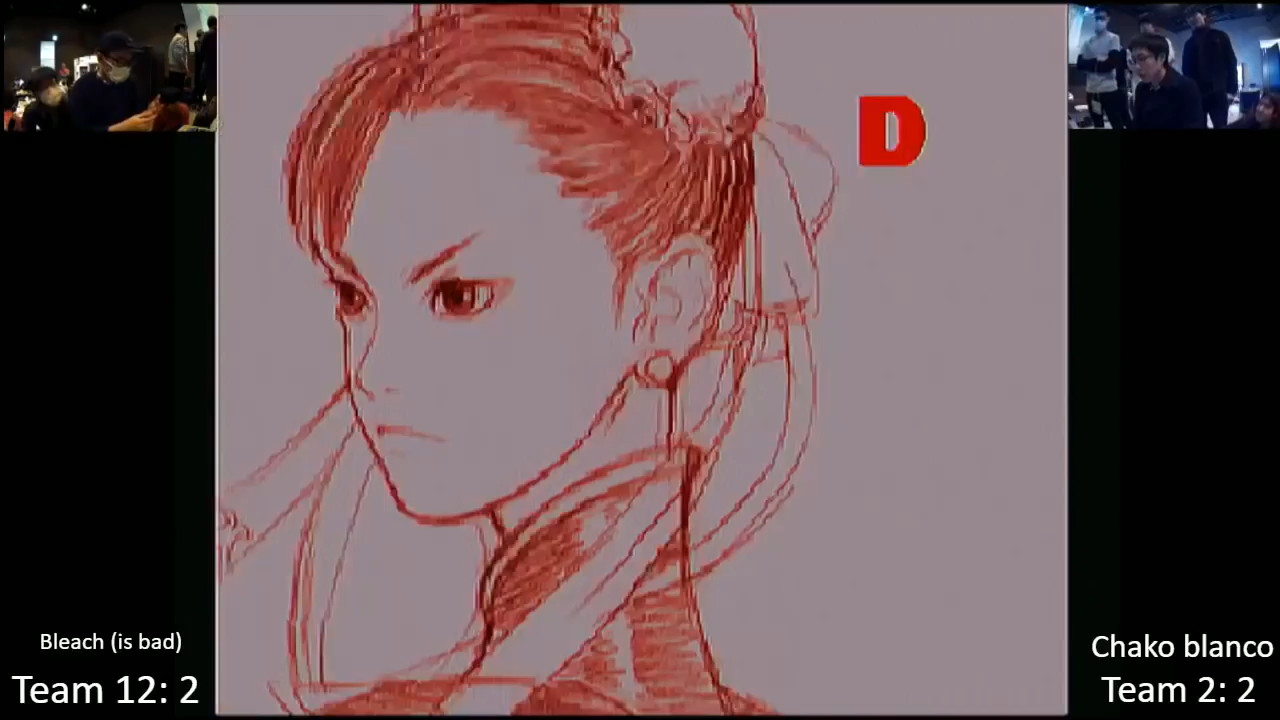 D
Bleach (is bad)
Team 12: 2
Chako blanco
Team 2: 2